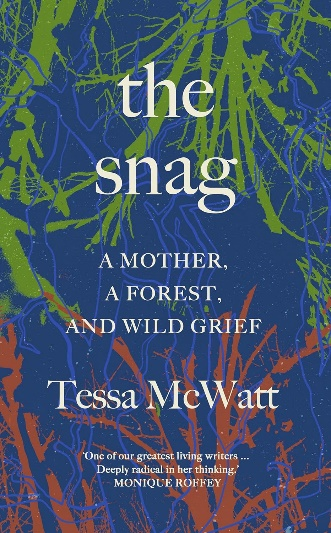 the
snag
A MOTHER,
A FOREST,
AND WILD GRIEF
Tessa McWatt
‘One of our greatest living writers ...
Deeply radical in her thinking.’
MONIQUE ROFFEY